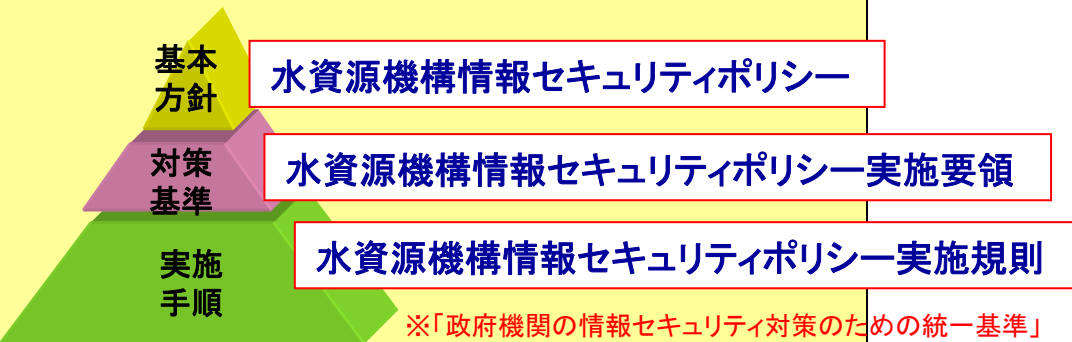 基本
方針
水資源機構情報セキュリティポリシー
対策
基準
水資源機構情報セキュリティポリシー実施要領
実施
手順
水資源機構情報セキュリティポリシー実施規則
※「政府機関の情報セキュリティ対策のための統一基準」